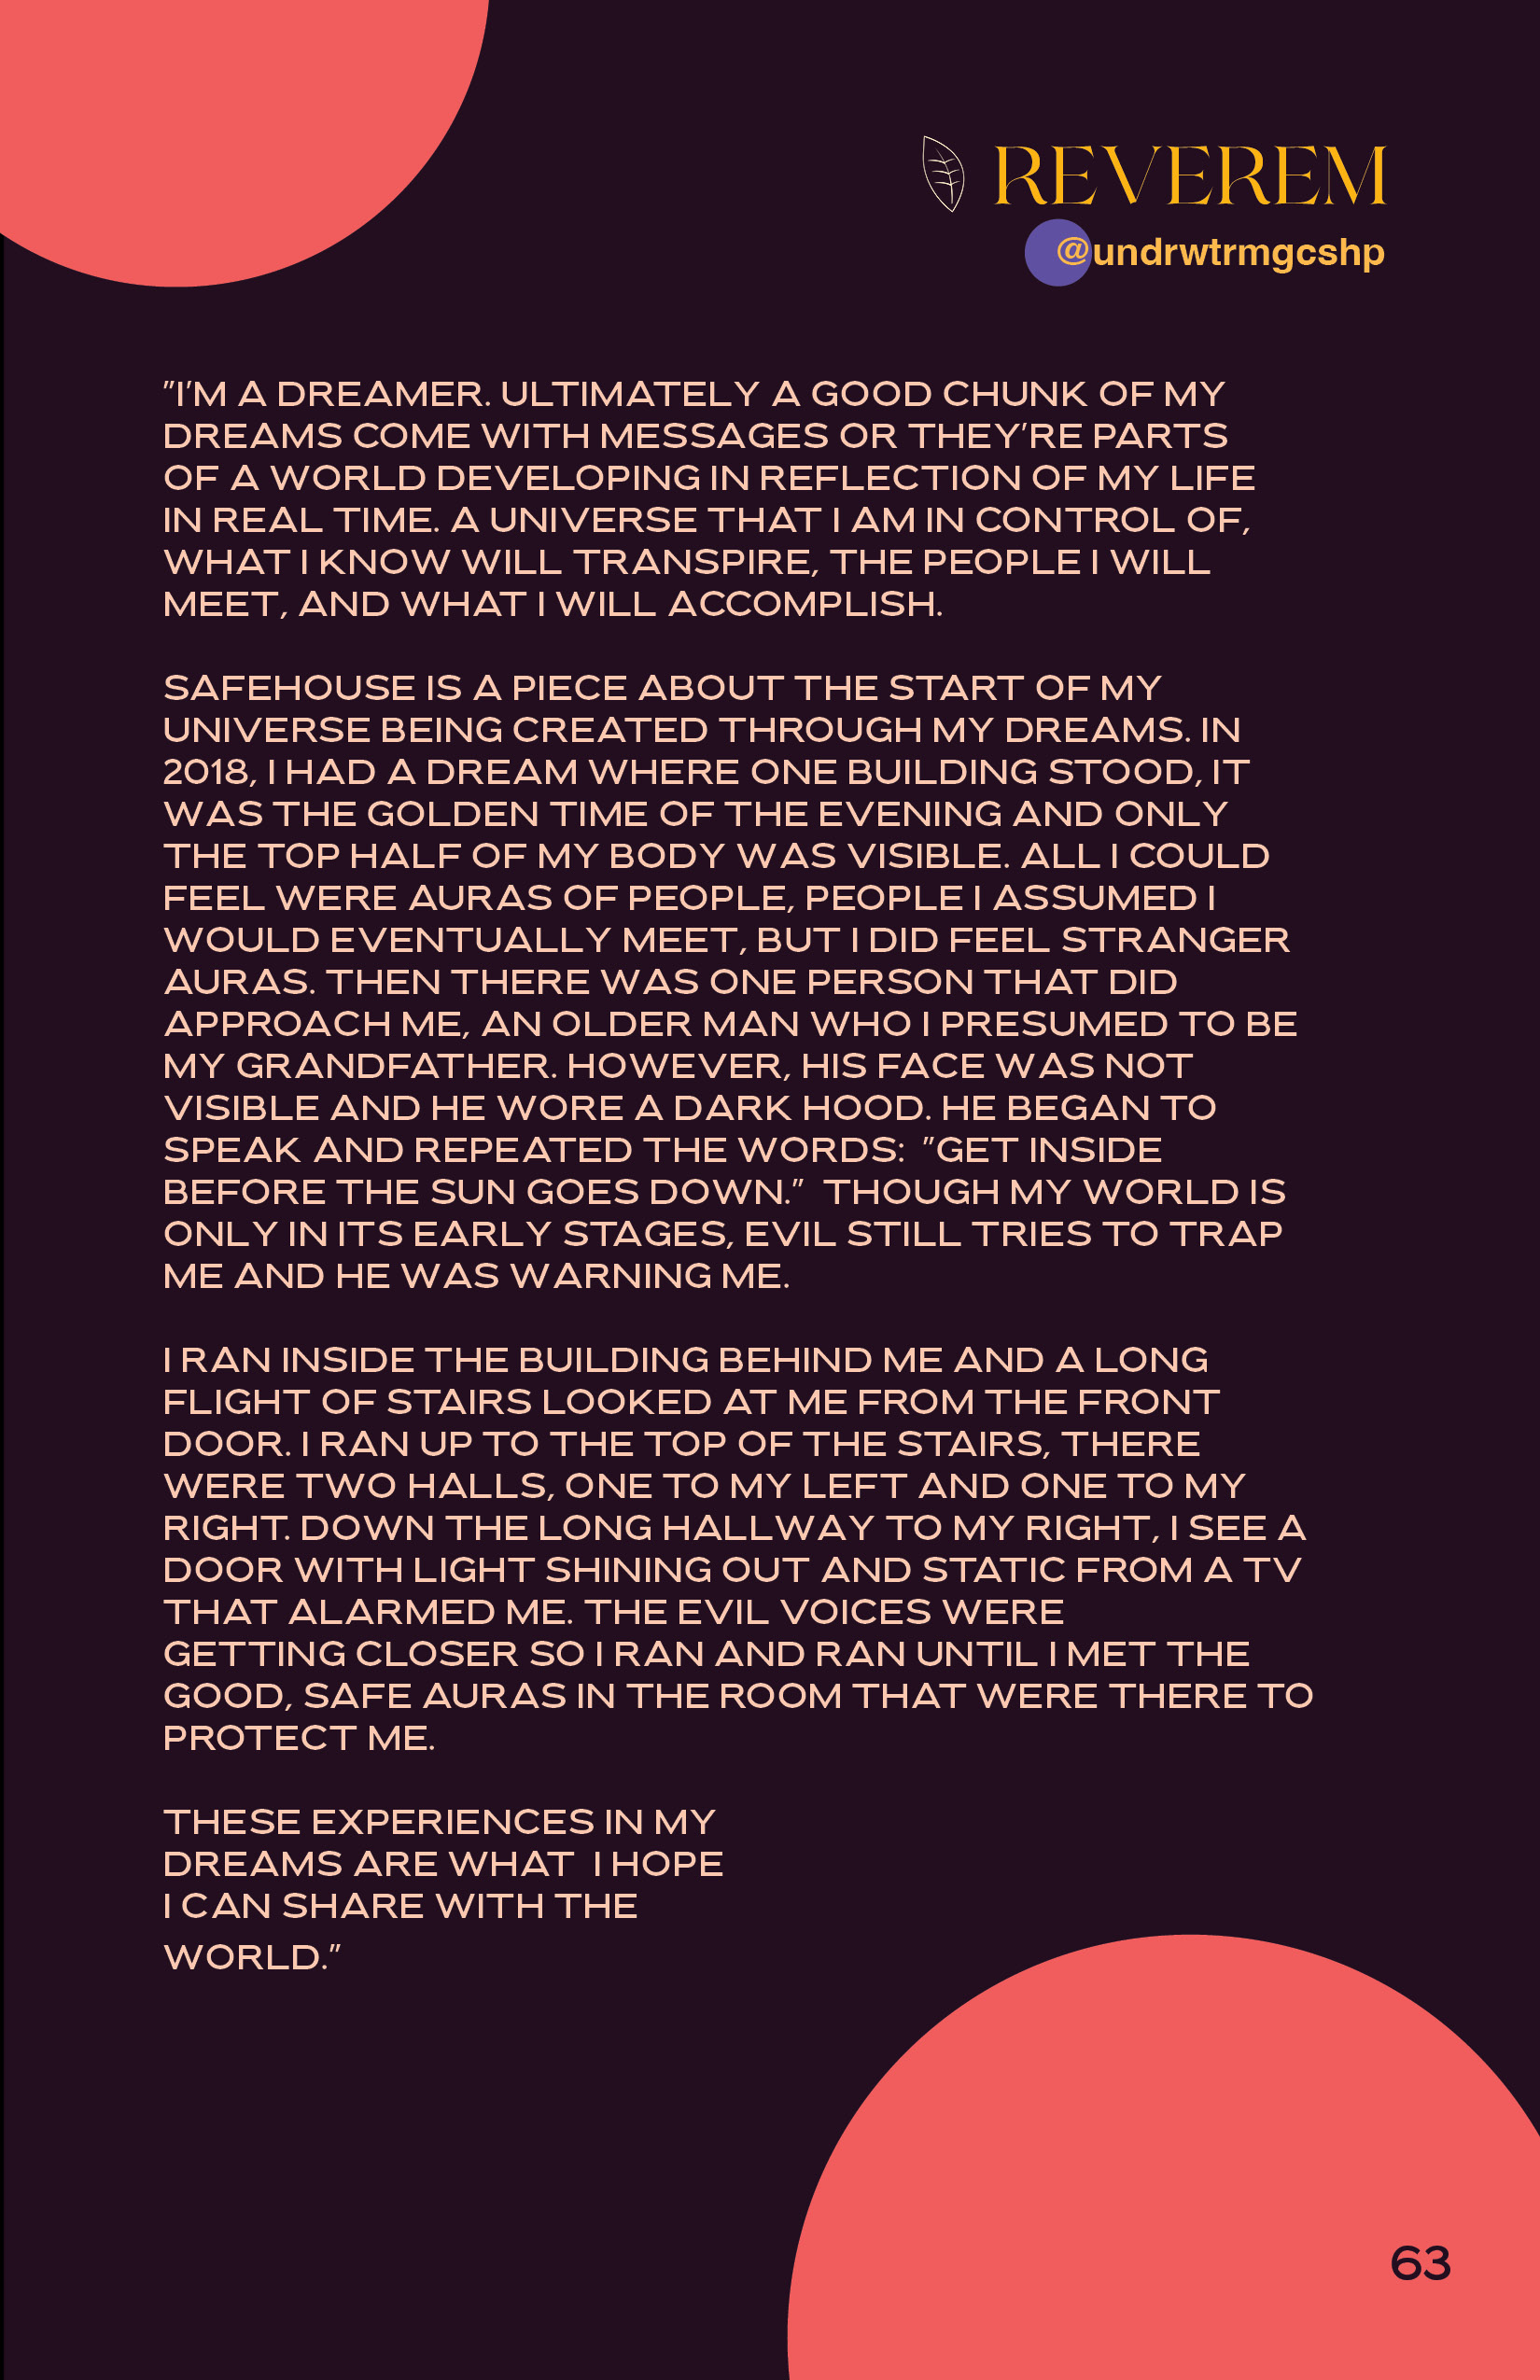 REVEREM
@undrwtrmgcshp
"I'M A DREAMER. ULTIMATELY A GOOD CHUNK OF MY
DREAMS COME WITH MESSAGES OR THEY'RE PARTS
OF A WORLD DEVELOPING IN REFLECTION OF MY LIFE
IN REAL TIME. A UNIVERSE THAT I AM IN CONTROL OF,
WHAT I KNOW WILL TRANSPIRE, THE PEOPLE I WILL
MEET, AND WHAT I WILL ACCOMPLISH.
SAFEHOUSE IS A PIECE ABOUT THE START OF MY
UNIVERSE BEING CREATED THROUGH MY DREAMS. IN
2018, I HAD A DREAM WHERE ONE BUILDING STOOD, IT
WAS THE GOLDEN TIME OF THE EVENING AND ONLY
THE TOP HALF OF MY BODY WAS VISIBLE. ALL I COULD
FEEL WERE AURAS OF PEOPLE, PEOPLE I ASSUMED I
WOULD EVENTUALLY MEET, BUT I DID FEEL STRANGER
AURAS. THEN THERE WAS ONE PERSON THAT DID
APPROACH ME, AN OLDER MAN WHO I PRESUMED TO BE
MY GRANDFATHER. HOWEVER, HIS FACE WAS NOT
VISIBLE AND HE WORE A DARK HOOD. HE BEGAN TO
SPEAK AND REPEATED THE WORDS: "GET INSIDE
BEFORE THE SUN GOES DOWN." THOUGH MY WORLD IS
ONLY IN ITS EARLY STAGES, EVIL STILL TRIES TO TRAP
ME AND HE WAS WARNING ME.
I RAN INSIDE THE BUILDING BEHIND ME AND A LONG
FLIGHT OF STAIRS LOOKED AT ME FROM THE FRONT
DOOR. I RAN UP TO THE TOP OF THE STAIRS, THERE
WERE TWO HALLS, ONE TO MY LEFT AND ONE TO MY
RIGHT. DOWN THE LONG HALLWAY TO MY RIGHT, I SEE A
DOOR WITH LIGHT SHINING OUT AND STATIC FROM A TV
THAT ALARMED ME. THE EVIL VOICES WERE
GETTING CLOSER SO I RAN AND RAN UNTIL I MET THE
GOOD, SAFE AURAS IN THE ROOM THAT WERE THERE TO
PROTECT ME.
THESE EXPERIENCES IN MY
DREAMS ARE WHAT I HOPE
I CAN SHARE WITH THE
WORLD."
63